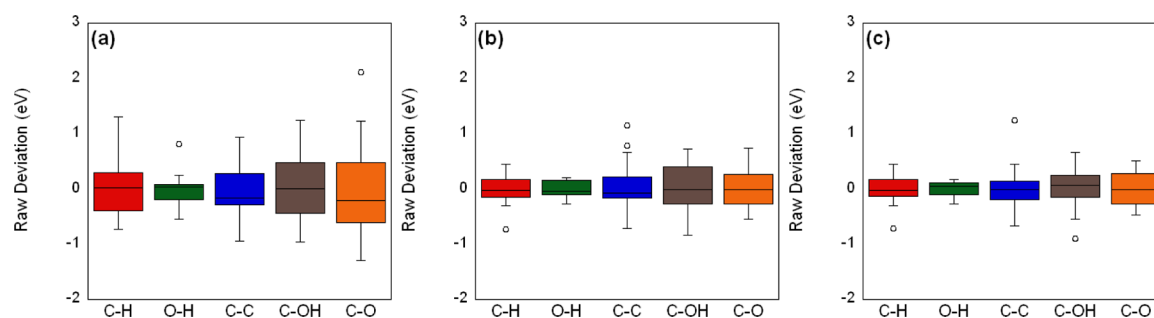 (a)
Raw Deviation (eV)
3
2
1
0
-1
-2
C-H O-H C-C C-OH C-O
(b)
Raw Deviation (eV)
3
2
1
0
-1
-2
C-H O-H C-C C-OH C-O
(c)
Raw Deviation (eV)
3
2
1
0
-1
-2
C-H O-H C-C C-OH C-O